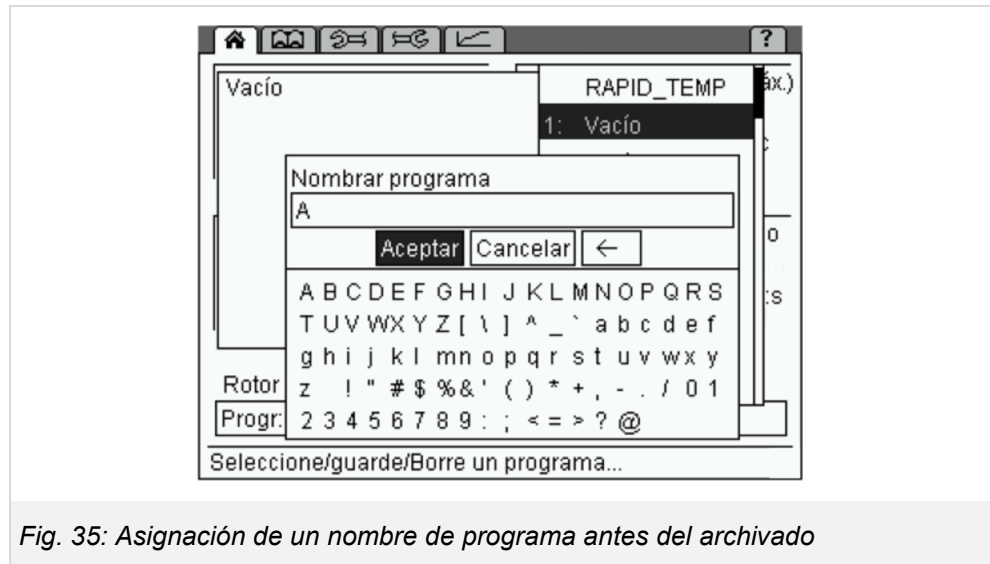 ?
Vacío
RAPID_TEMP
áx.)
1: Vacío
Nombrar programa
A
Aceptar Cancelar ←
o
A B C D E F G H I J K L M N O P Q R S
:s
T U V W X Y Z [ \ ] ^ _ ` a b c d e f
g h i j k l m n o p q r s t u v w x y
Rotor
z ! " # $ % & ' ( ) * + , - . / 0 1
Progr:
2 3 4 5 6 7 8 9 : ; < = > ? @
Seleccione/guarde/Borre un programa...
Fig. 35: Asignación de un nombre de programa antes del archivado